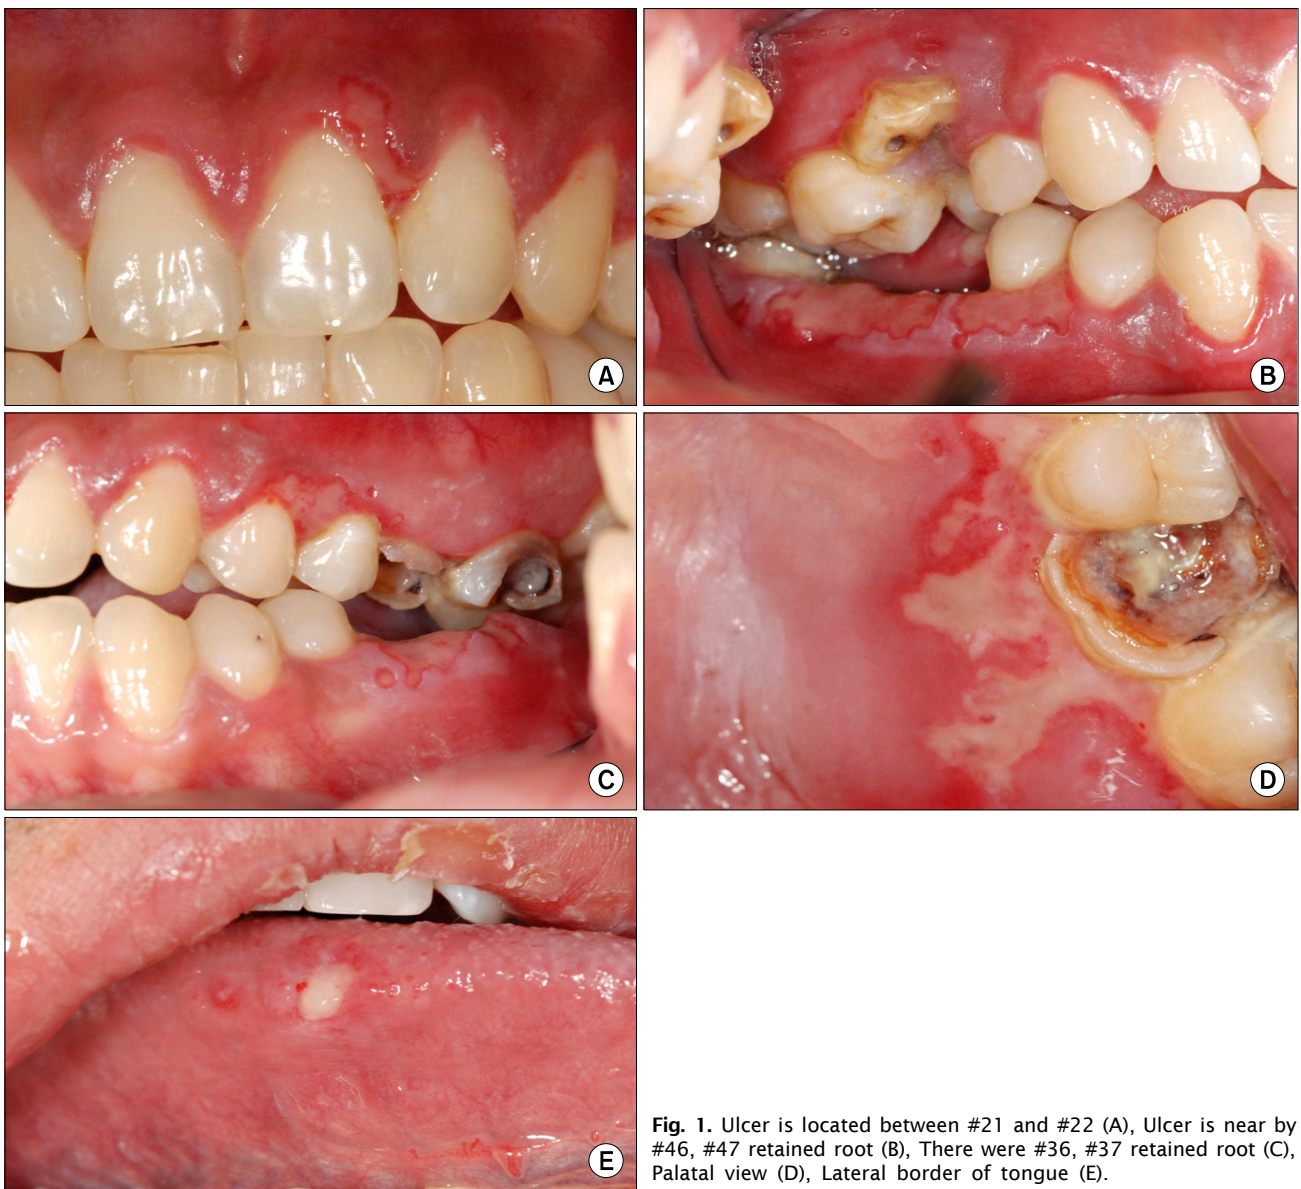 A
B
C
D
E
Fig. 1. Ulcer is located between #21 and #22 (A), Ulcer is near by
#46, #47 retained root (B), There were #36, #37 retained root (C),
Palatal view (D), Lateral border of tongue (E).